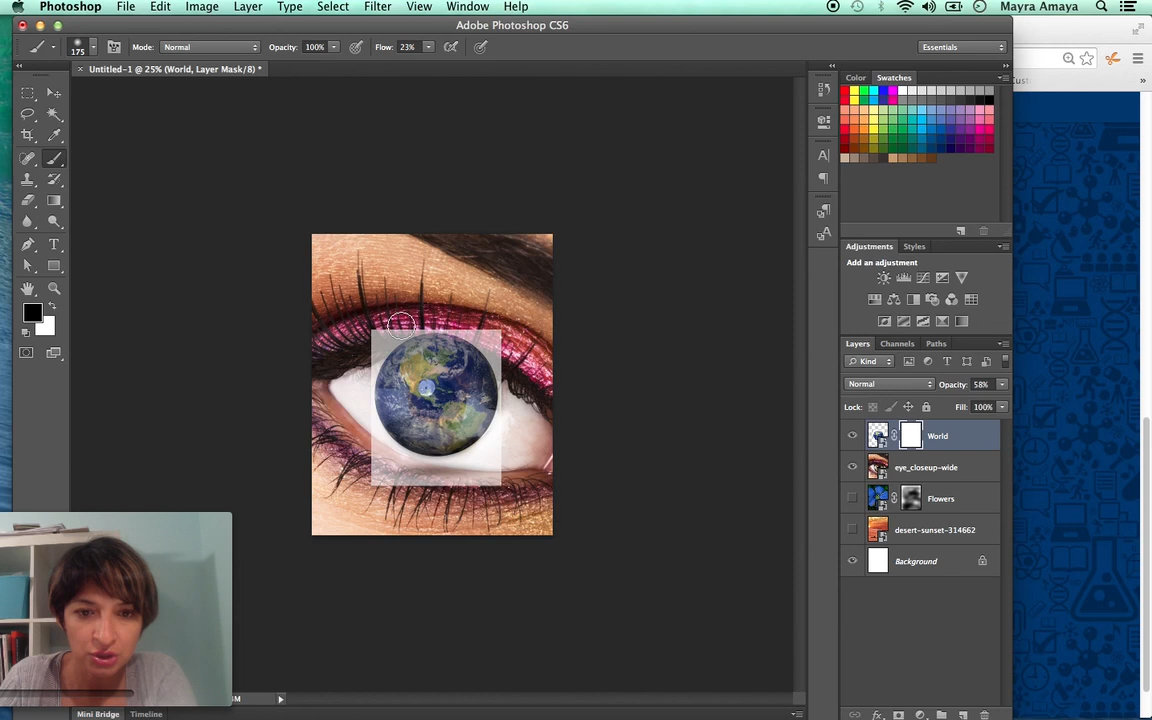 Photoshop File Edit Image Layer Type Select Filter View Window Help Mayra Amaya
Adobe Photoshop CS6
175 Mode: Normal Opacity: 100% Flow: 23% Essentials
× Untitled-1 @ 25% (World, Layer Mask/8) *
Color Swatches
Adjustments Styles
Add an adjustment
Layers Channels Paths
Kind
Normal Opacity: 58%
Lock: Fill: 100%
World
eye_closeup-wide
Flowers
desert-sunset-314662
Background
Mini Bridge Timeline